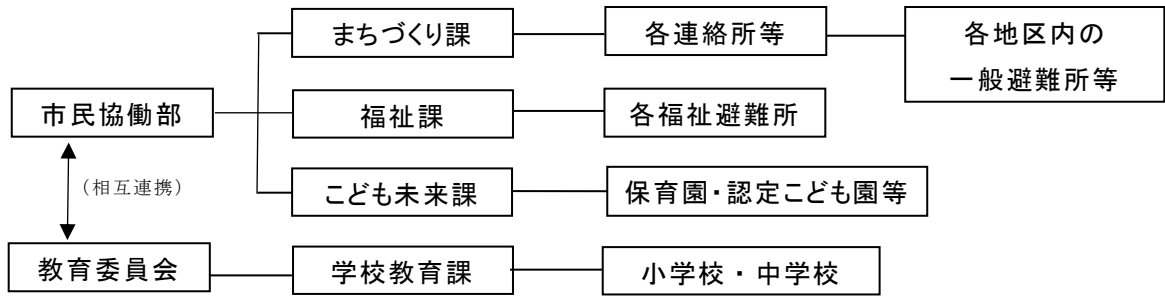 まちづくり課
各連絡所等
各地区内の
一般避難所等
市民協働部
福祉課
各福祉避難所
(相互連携)
こども未来課
保育園・認定こども園等
教育委員会
学校教育課
小学校・中学校